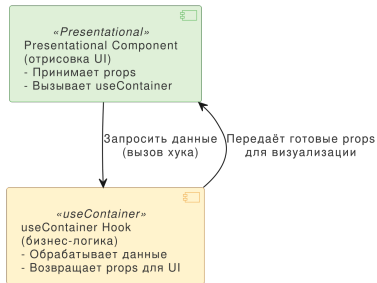 «Presentational»
Presentational Component
(отрисовка UI)
- Принимает props
- Вызывает useContainer
Запросить данные
(вызов хука)
Передаёт готовые props
для визуализации
«useContainer»
useContainer Hook
(бизнес-логика)
- Обрабатывает данные
- Возвращает props для UI